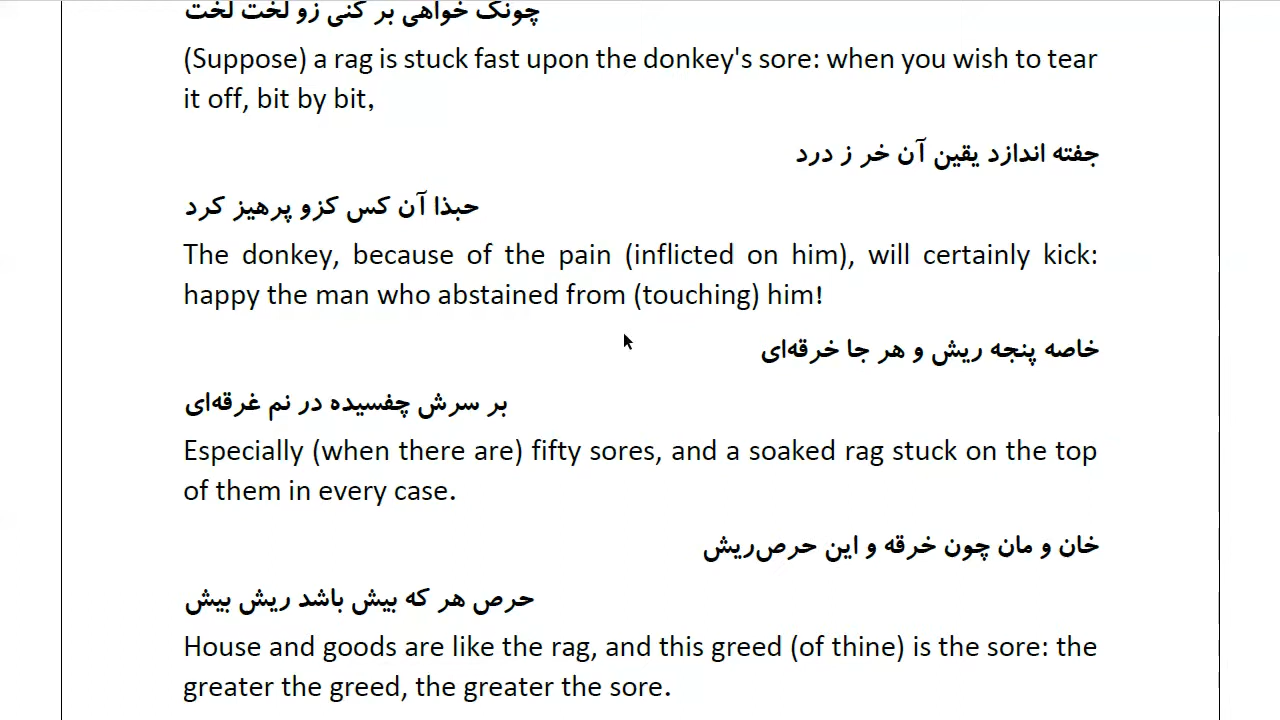 چونک خواهی بر کنی زو لخت لخت
(Suppose) a rag is stuck fast upon the donkey's sore: when you wish to tear
it off, bit by bit,
جفته اندازد یقین آن خر ز درد
حبذا آن کس کزو پرهیز کرد
The donkey, because of the pain (inflicted on him), will certainly kick:
happy the man who abstained from (touching) him!
خاصه پنجه ریش و هر جا خرقه‌ای
بر سرش چفسیده در نم غرقه‌ای
Especially (when there are) fifty sores, and a soaked rag stuck on the top
of them in every case.
خان و مان چون خرقه و این حرص‌ریش
حرص هر که بیش باشد ریش بیش
House and goods are like the rag, and this greed (of thine) is the sore: the
greater the greed, the greater the sore.